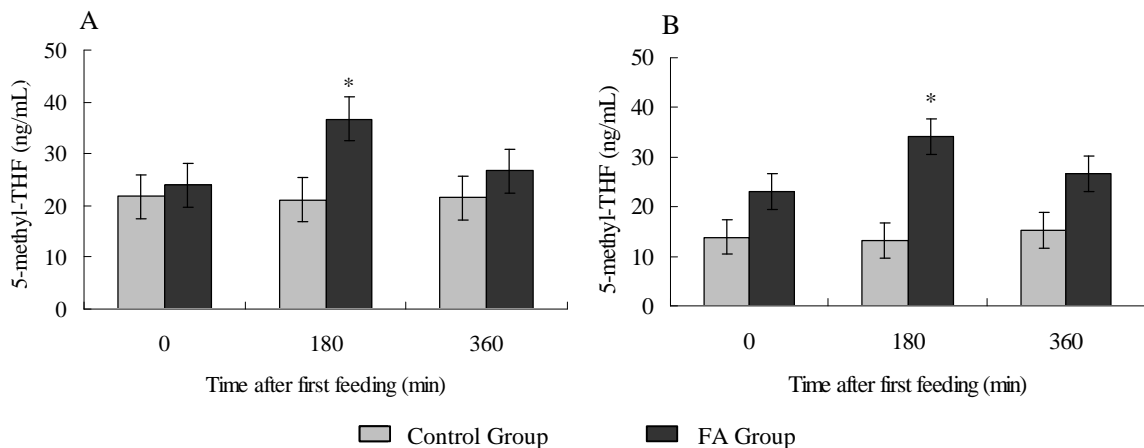 A
50
40
30
20
10
0
5-methyl-THF (ng/mL)
*
0 180 360
Time after first feeding (min)
B
50
40
30
20
10
0
5-methyl-THF (ng/mL)
*
0 180 360
Time after first feeding (min)
Control Group FA Group